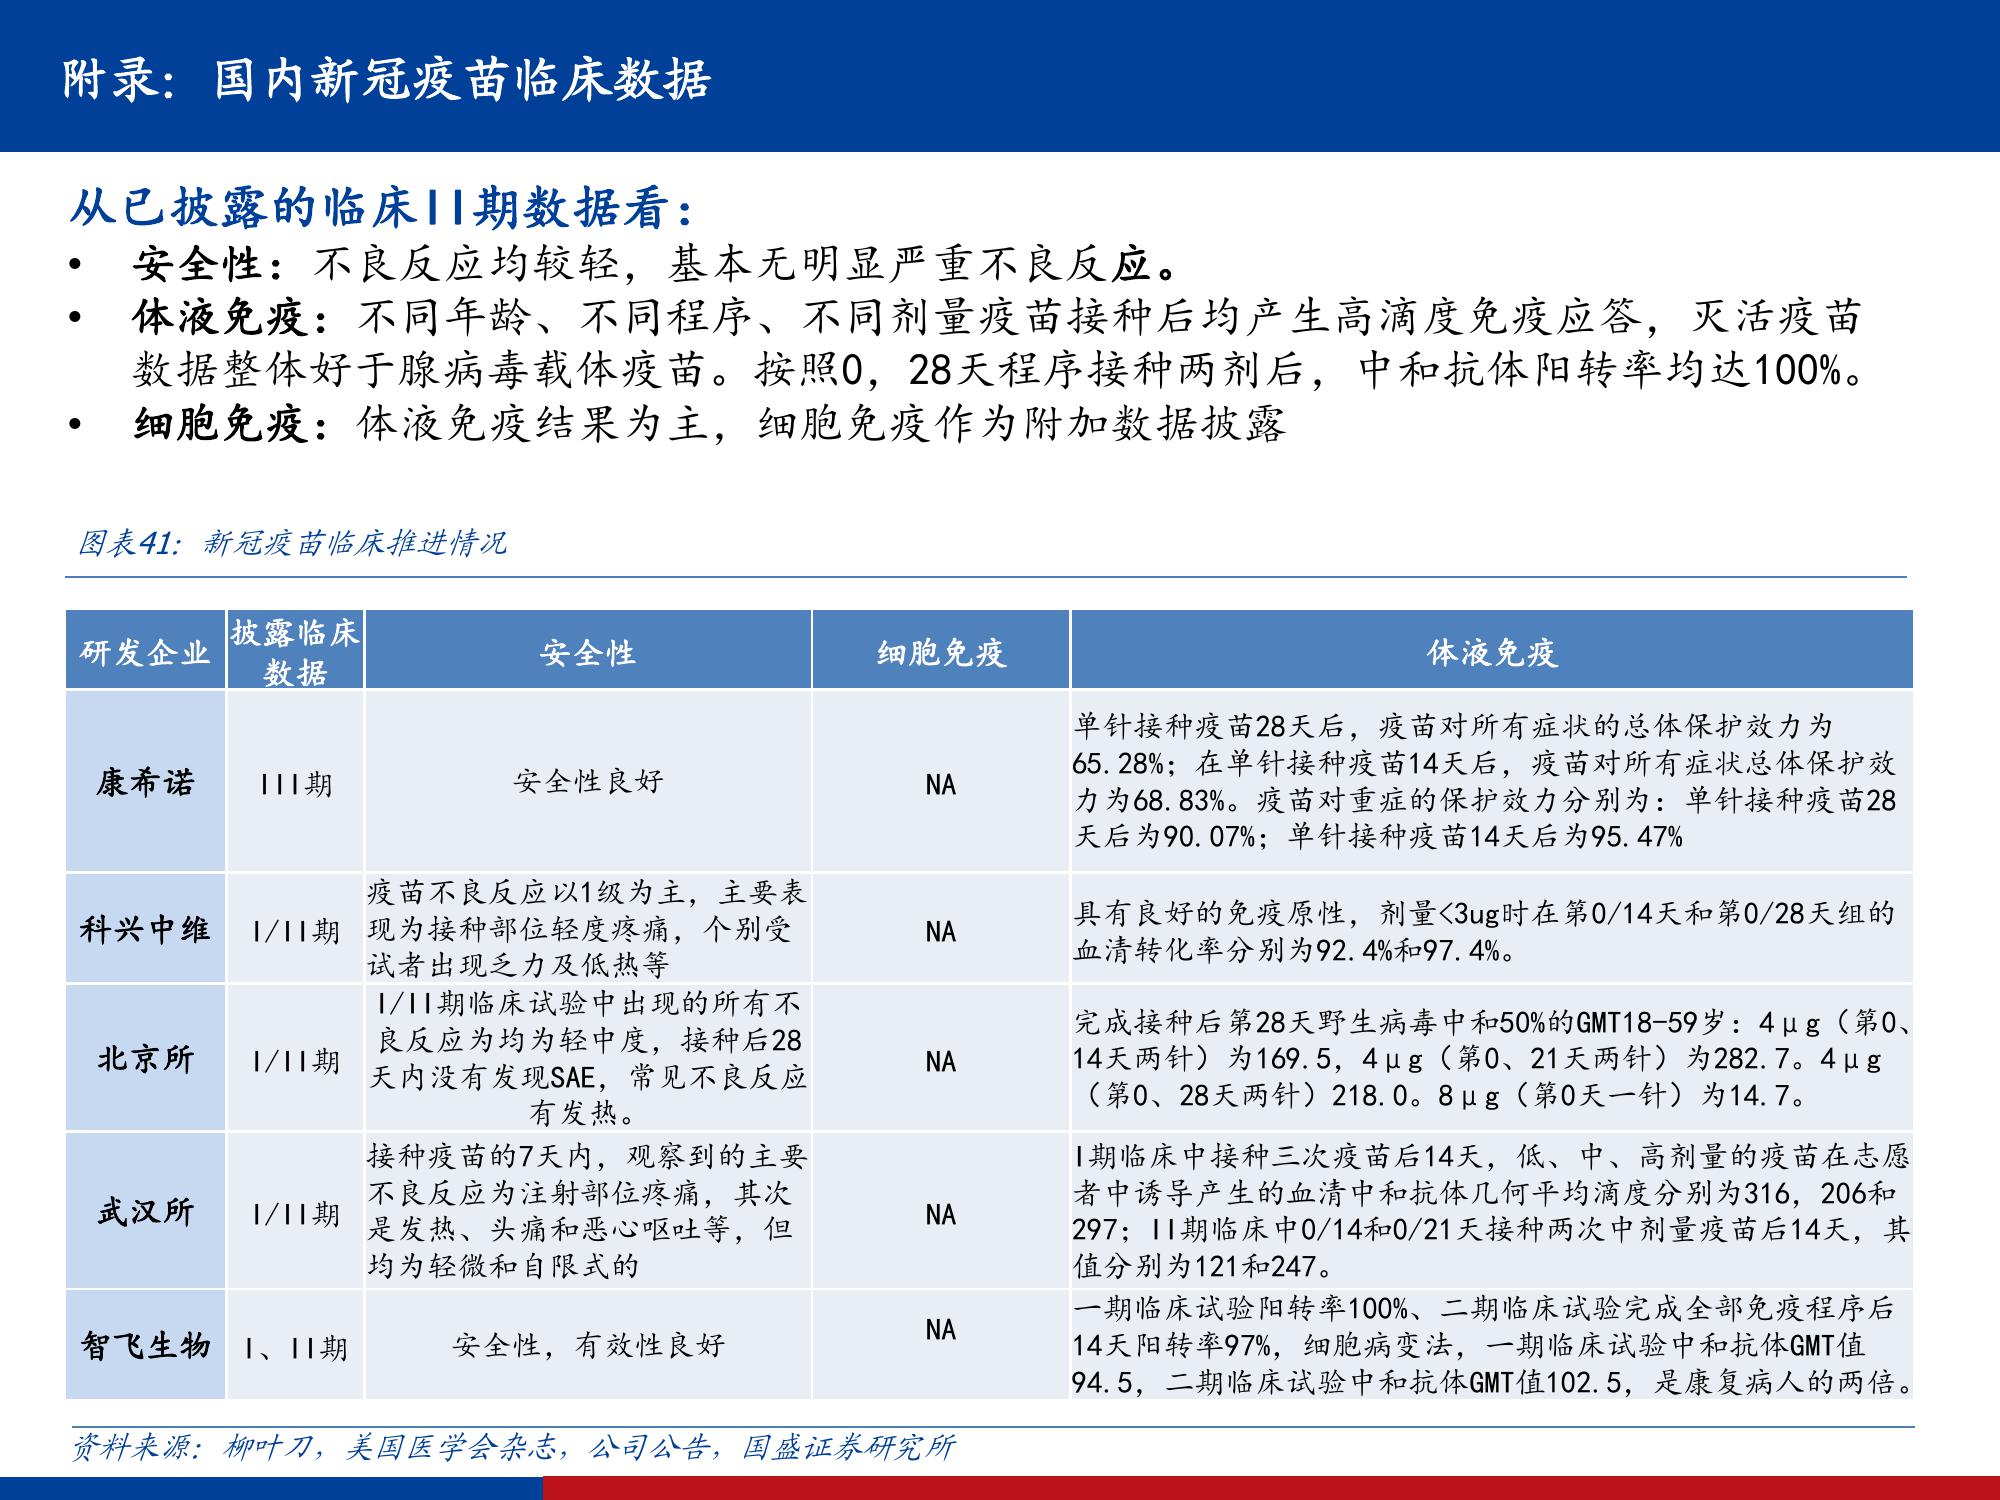 附录：国内新冠疫苗临床数据
从已披露的临床II期数据看：
• 安全性：不良反应均较轻，基本无明显严重不良反应。
• 体液免疫：不同年龄、不同程序、不同剂量疫苗接种后均产生高滴度免疫应答，灭活疫苗
数据整体好于腺病毒载体疫苗。按照0，28天程序接种两剂后，中和抗体阳转率均达100%。
• 细胞免疫：体液免疫结果为主，细胞免疫作为附加数据披露
图表41：新冠疫苗临床推进情况
研发企业
披露临床
数据
安全性
细胞免疫
体液免疫
康希诺
III期
安全性良好
NA
单针接种疫苗28天后，疫苗对所有症状的总体保护效力为
65.28%；在单针接种疫苗14天后，疫苗对所有症状总体保护效
力为68.83%。疫苗对重症的保护效力分别为：单针接种疫苗28
天后为90.07%；单针接种疫苗14天后为95.47%
科兴中维
I/II期
疫苗不良反应以1级为主，主要表
现为接种部位轻度疼痛，个别受
试者出现乏力及低热等
NA
具有良好的免疫原性，剂量<3ug时在第0/14天和第0/28天组的
血清转化率分别为92.4%和97.4%。
北京所
I/II期
I/II期临床试验中出现的所有不
良反应为均为轻中度，接种后28
天内没有发现SAE，常见不良反应
有发热。
NA
完成接种后第28天野生病毒中和50%的GMT18-59岁：4μg（第0、
14天两针）为169.5，4μg（第0、21天两针）为282.7。4μg
（第0、28天两针）218.0。8μg（第0天一针）为14.7。
武汉所
I/II期
接种疫苗的7天内，观察到的主要
不良反应为注射部位疼痛，其次
是发热、头痛和恶心呕吐等，但
均为轻微和自限式的
NA
I期临床中接种三次疫苗后14天，低、中、高剂量的疫苗在志愿
者中诱导产生的血清中和抗体几何平均滴度分别为316，206和
297；II期临床中0/14和0/21天接种两次中剂量疫苗后14天，其
值分别为121和247。
智飞生物
I、II期
安全性，有效性良好
NA
一期临床试验阳转率100%、二期临床试验完成全部免疫程序后
14天阳转率97%，细胞病变法，一期临床试验中和抗体GMT值
94.5，二期临床试验中和抗体GMT值102.5，是康复病人的两倍。
资料来源：柳叶刀，美国医学会杂志，公司公告，国盛证券研究所